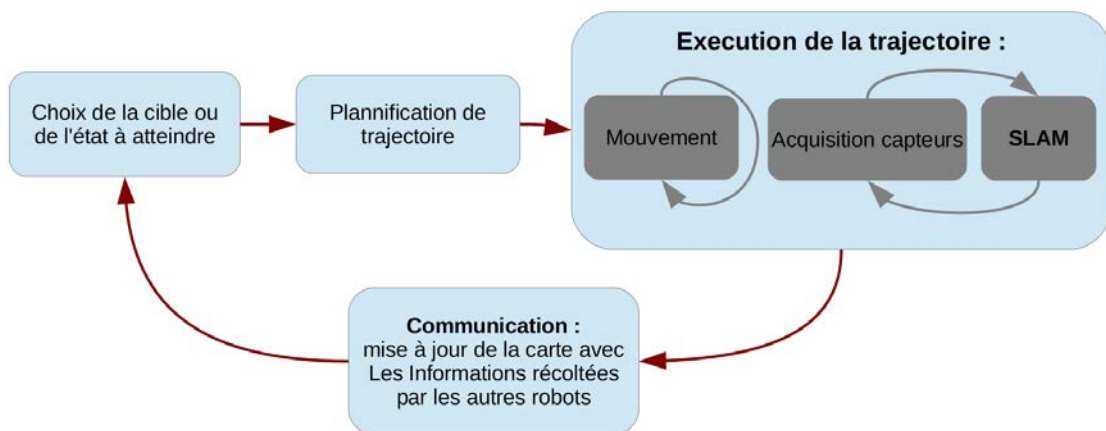 Choix de la cible ou
de l'état à atteindre
Plannification de
trajectoire
Execution de la trajectoire :
Mouvement
Acquisition capteurs
SLAM
Communication :
mise à jour de la carte avec
Les Informations récoltées
par les autres robots